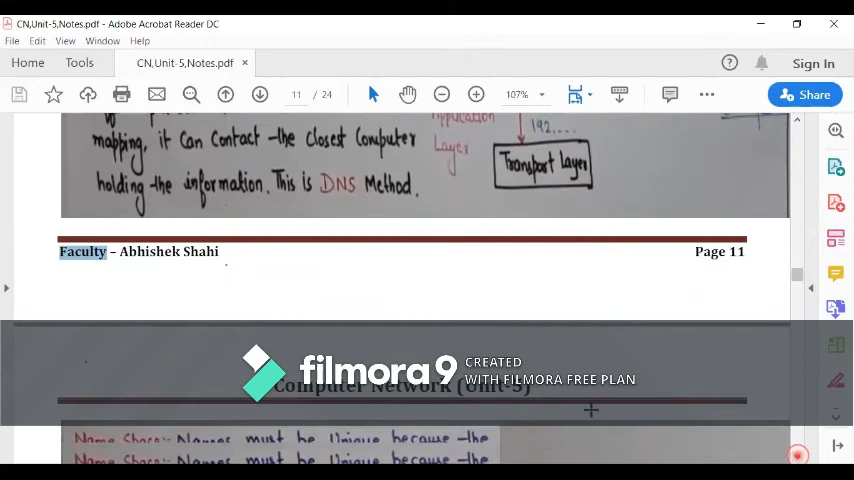 CN,Unit-5,Notes.pdf - Adobe Acrobat Reader DC
File Edit View Window Help
Home Tools CN,Unit-5,Notes.pdf × Sign In
11 / 24 107% Share
mapping, it can contact the closest computer
holding the information. This is DNS Method.
Application
Layer
192....
Transport Layer
Faculty – Abhishek Shahi Page 11
filmora9 CREATED
WITH FILMORA FREE PLAN
Computer Network (Unit-5)
Name Space:- Names must be Unique because the
Name Space:- Names must be Unique because the